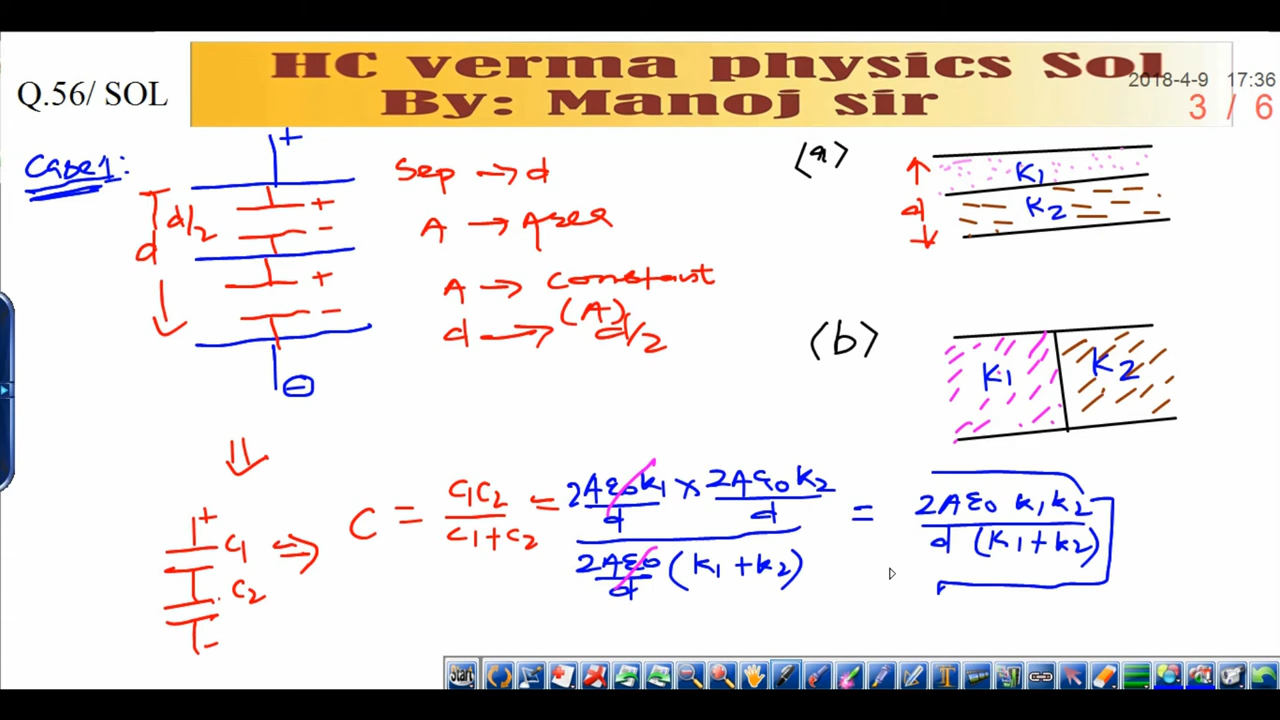 HC verma physics Sol
By: Manoj sir
Q.56/ SOL
2018-4-9 17:36
3 / 6
Case 1:
+
d/2
d
+
-
+
-
⊖
Sep → d
A → Area
A → constant
(A)
d → d/2
(a)
K1
K2
d
(b)
K1
K2
⇓
+
C1
C2
-
⇒ C = C1C2 / C1+C2 = 2Aε0k1/d × 2Aε0k2/d / 2Aε0/d (k1+k2) = 2Aε0 k1k2 / d (k1+k2)
Start